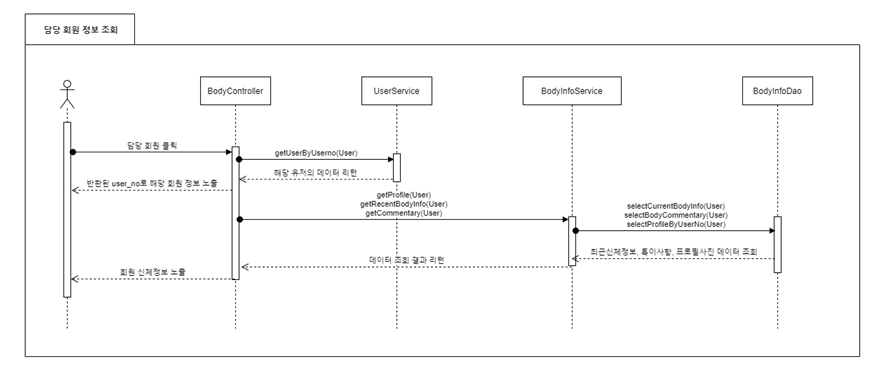 담당 회원 정보 조회
BodyController
UserService
BodyInfoService
BodyInfoDao
담당 회원 클릭
getUserByUserno(User)
해당 유저의 데이터 리턴
반환된 user_no로 해당 회원 정보 노출
getProfile(User)
getRecentBodyInfo(User)
getCommentary(User)
selectCurrentBodyInfo(User)
selectBodyCommentary(User)
selectProfileByUserNo(User)
최근신체정보, 특이사항, 프로필사진 데이터 조회
데이터 조회 결과 리턴
회원 신체정보 노출